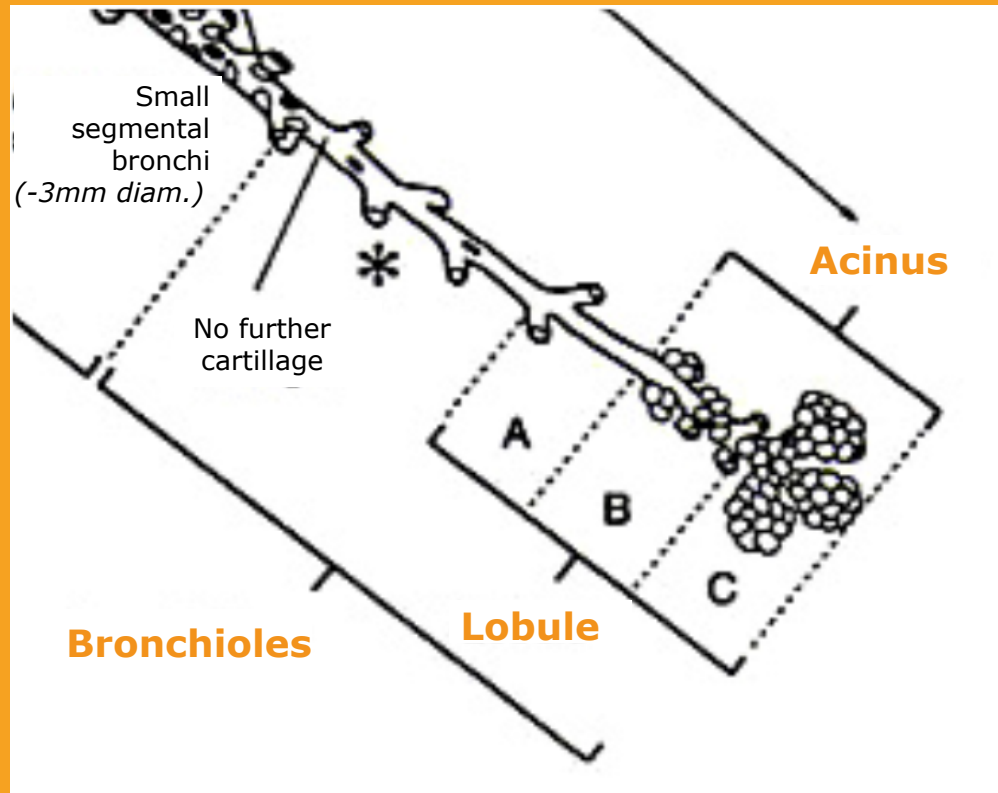 Small
segmental
bronchi
(-3mm diam.)
No further
cartillage
*
Acinus
A
B
C
Lobule
Bronchioles